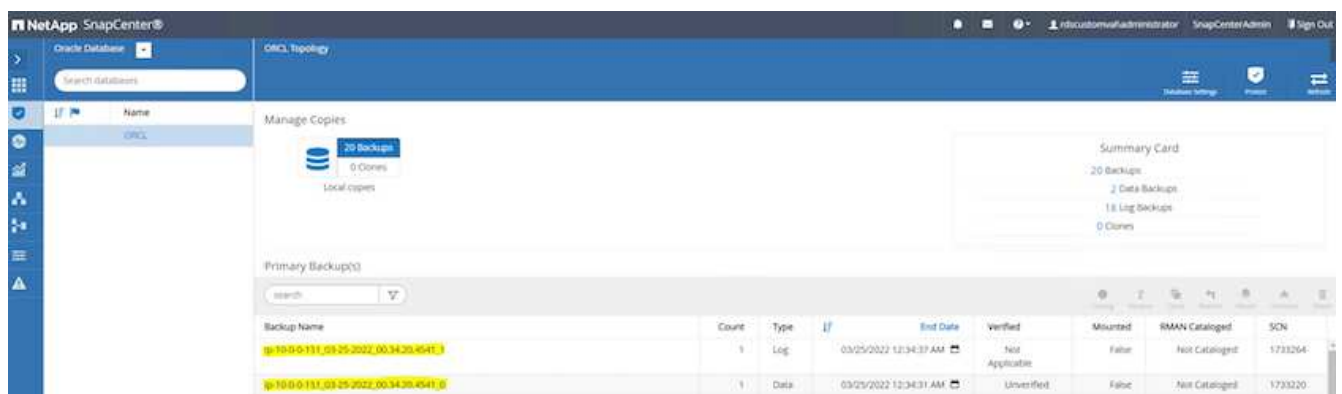 NetApp SnapCenter®
rdscustomval\administrator SnapCenterAdmin Sign Out
Oracle Database
ORCL Topology
Search databases
Database Settings Protect Refresh
Name
ORCL
Manage Copies
20 Backups
0 Clones
Local copies
Summary Card
20 Backups
2 Data Backups
18 Log Backups
0 Clones
Primary Backup(s)
search
Backup Name Count Type End Date Verified Mounted RMAN Cataloged SCN
ip-10-0-0-151_03-25-2022_00.34.20.4541_1 1 Log 03/25/2022 12:34:37 AM Not Applicable False Not Cataloged 1733264
ip-10-0-0-151_03-25-2022_00.34.20.4541_0 1 Data 03/25/2022 12:34:31 AM Unverified False Not Cataloged 1733220